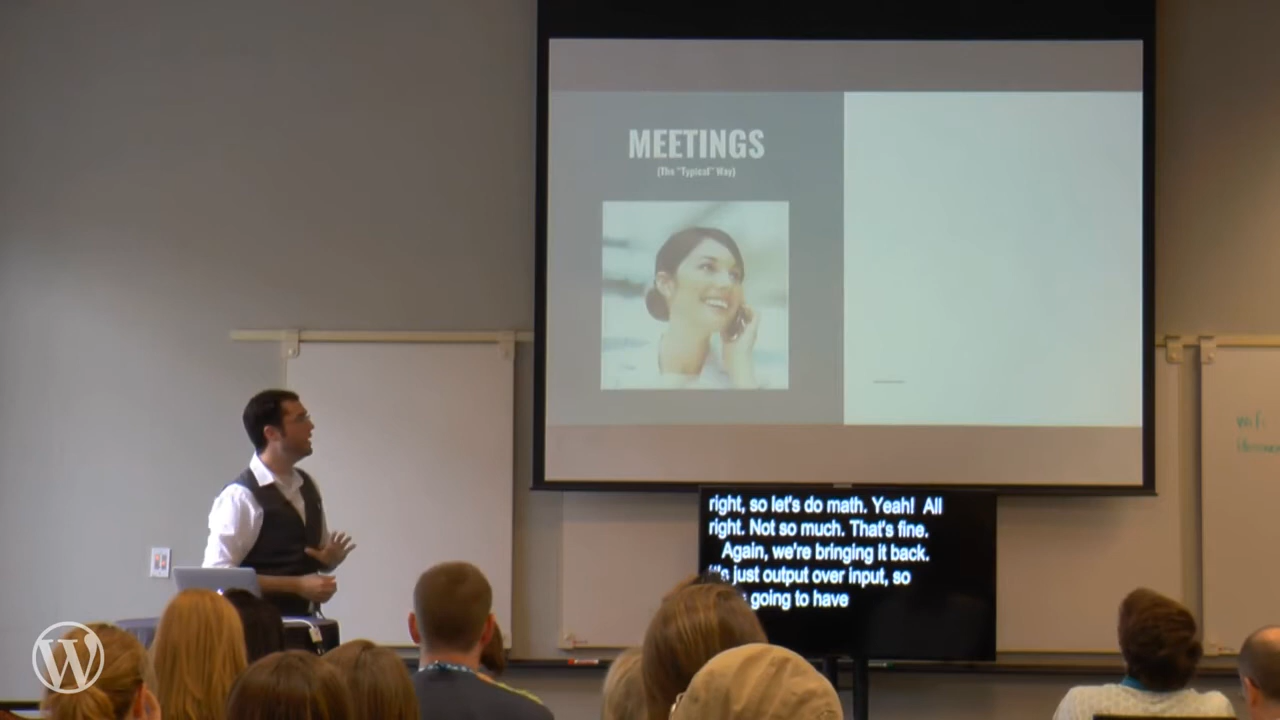 MEETINGS
(The "Typical" Way)
right, so let's do math. Yeah! All
right. Not so much. That's fine.
Again, we're bringing it back.
It's just output over input, so
going to have